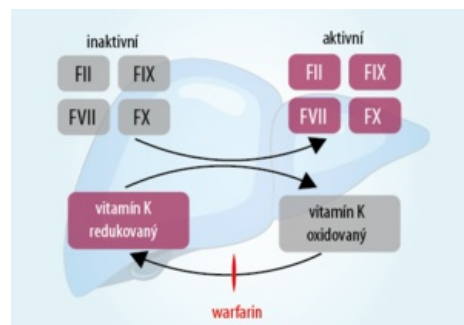 inaktivní
aktivní
FII FIX
FII FIX
FVII FX
FVII FX
vitamín K
redukovaný
vitamín K
oxidovaný
warfarin